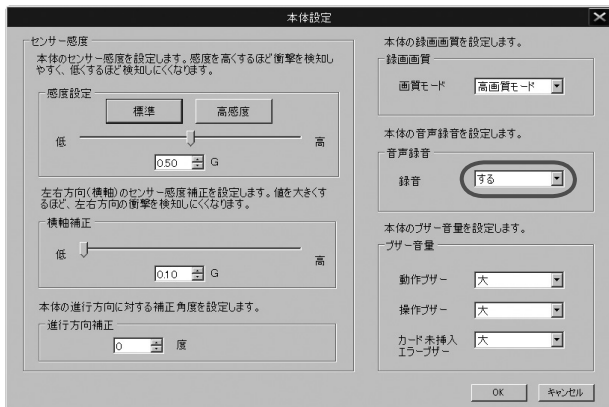 本体設定
センサー感度
本体のセンサー感度を設定します。感度を高くするほど衝撃を検知し
やすく、低くするほど検知しにくくなります。
感度設定
標準 高感度
低 高
0.50 G
左右方向(横軸)のセンサー感度補正を設定します。値を大きくす
るほど、左右方向の衝撃を検知しにくくなります。
横軸補正
低 高
0.10 G
本体の進行方向に対する補正角度を設定します。
進行方向補正
0 度
本体の録画画質を設定します。
録画画質
画質モード 高画質モード
本体の音声録音を設定します。
音声録音
録音 する
本体のブザー音量を設定します。
ブザー音量
動作ブザー 大
操作ブザー 大
カード未挿入 大
エラーブザー
OK キャンセル